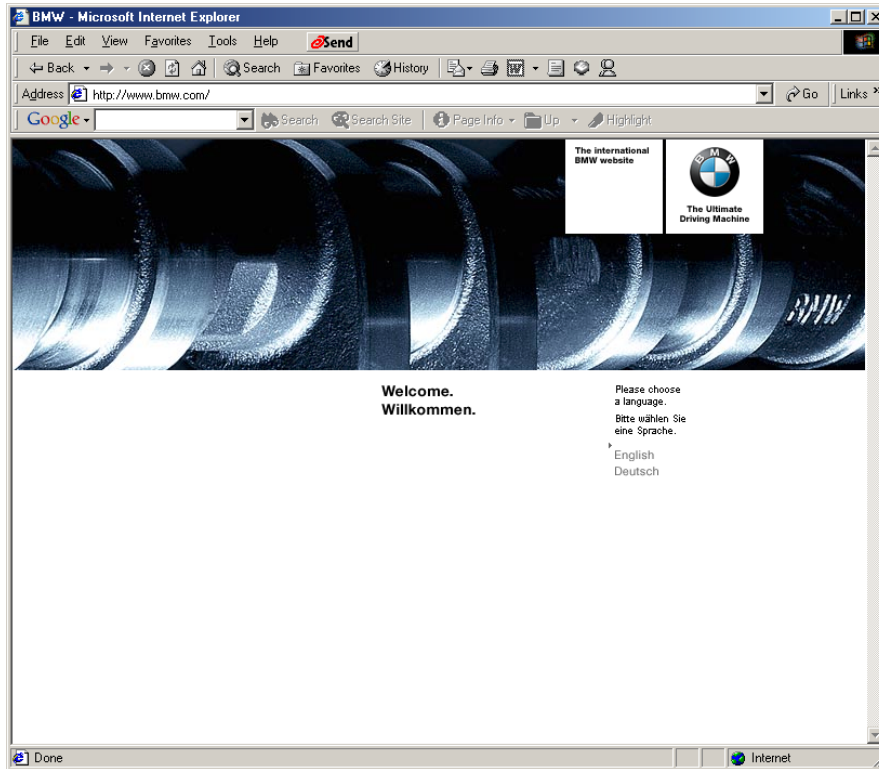 BMW - Microsoft Internet Explorer
File Edit View Favorites Tools Help eSend
Back Search Favorites History
Address http://www.bmw.com/ Go Links »
Google Search Search Site Page Info Up Highlight
The international
BMW website
BMW
The Ultimate
Driving Machine
BMW
Welcome.
Willkommen.
Please choose
a language.
Bitte wählen Sie
eine Sprache.
English
Deutsch
Done Internet